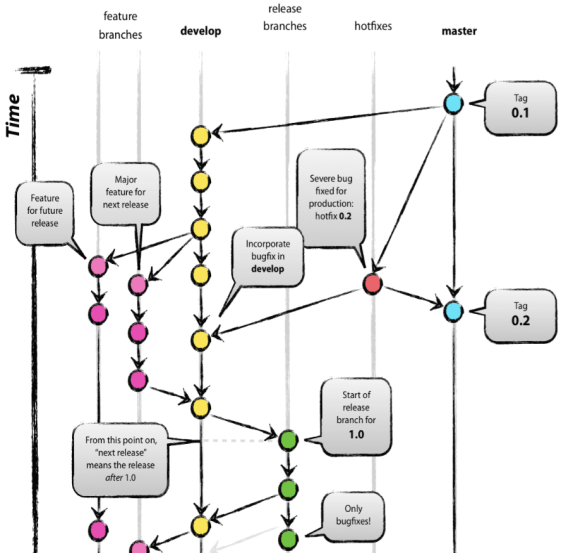 feature
branches
develop
release
branches
hotfixes
master
Time
Tag
0.1
Major
feature for
next release
Feature
for future
release
Severe bug
fixed for
production:
hotfix 0.2
Incorporate
bugfix in
develop
Tag
0.2
Start of
release
branch for
1.0
From this point on,
“next release”
means the release
after 1.0
Only
bugfixes!